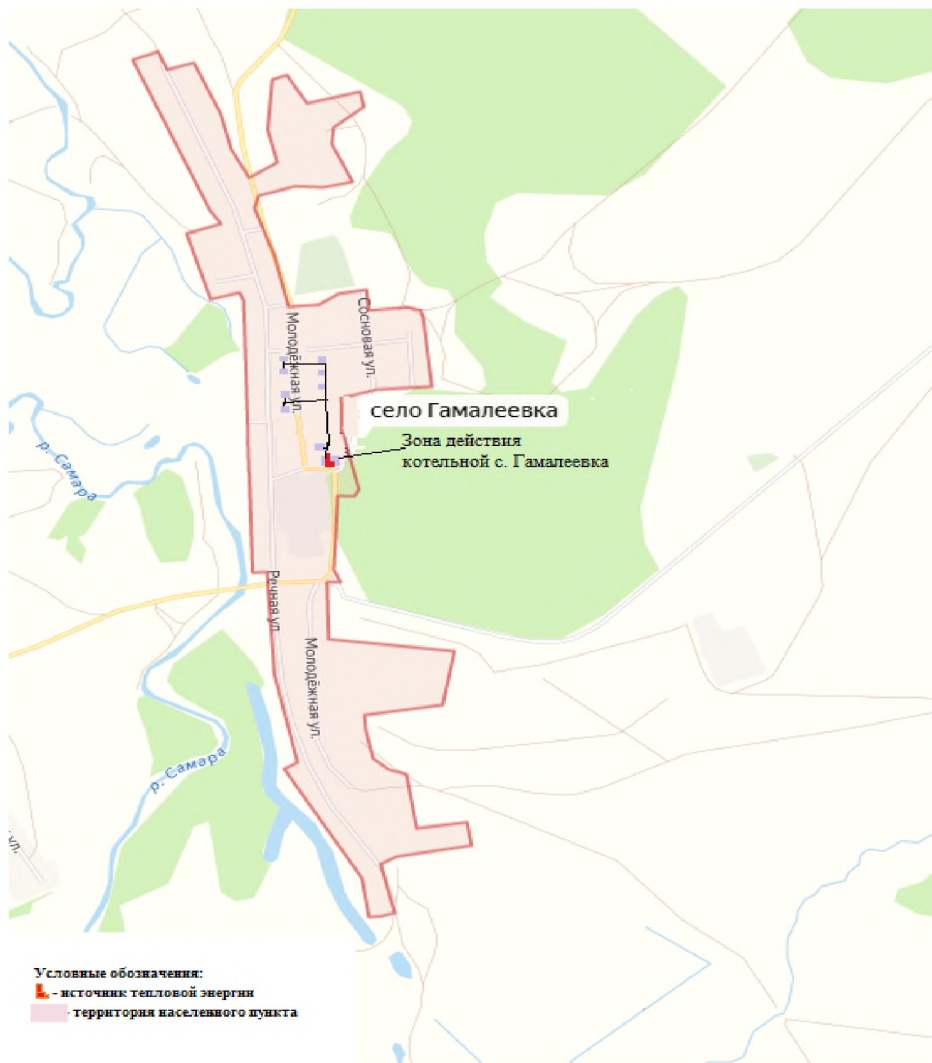 Сосновая ул.
Молодёжная ул.
село Гамалеевка
Зона действия
котельной с. Гамалеевка
р. Самара
Речная ул.
Молодёжная ул.
р. Самара
ул.
Условные обозначения:
- источник тепловой энергии
- территория населенного пункта